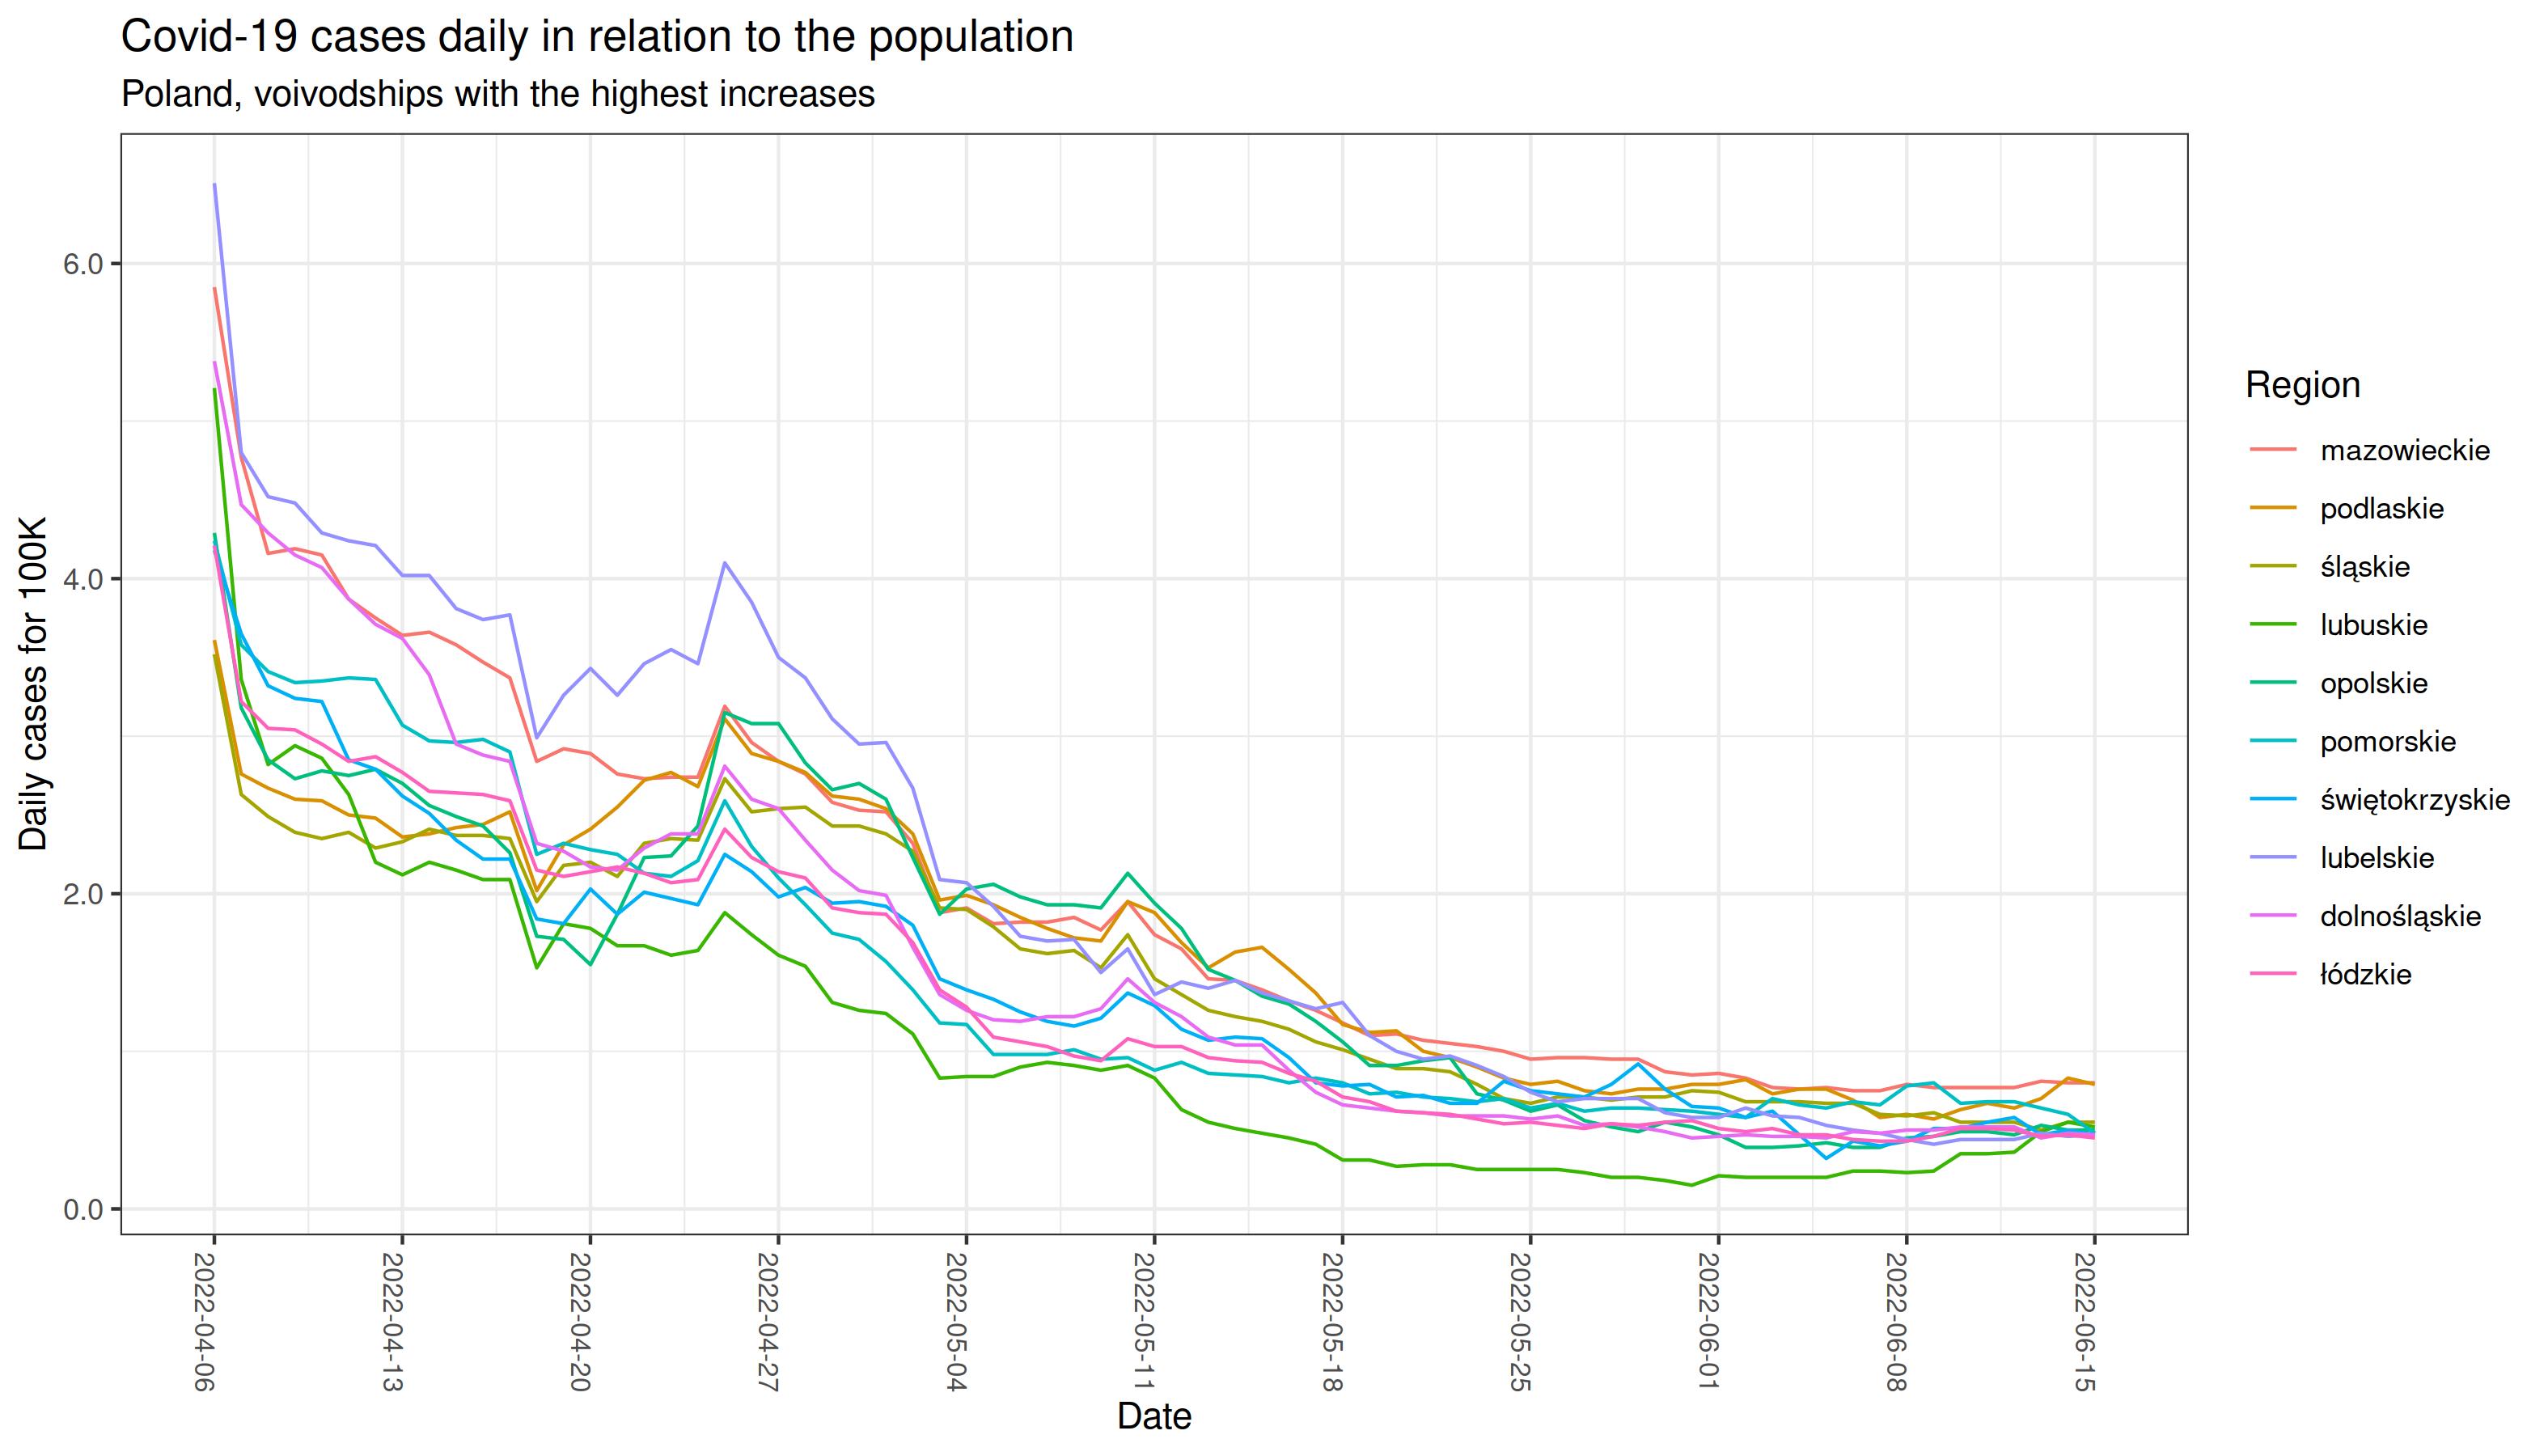 Covid-19 cases daily in relation to the population
Poland, voivodships with the highest increases
Daily cases for 100K
6.0
4.0
2.0
0.0
2022-04-06
2022-04-13
2022-04-20
2022-04-27
2022-05-04
2022-05-11
2022-05-18
2022-05-25
2022-06-01
2022-06-08
2022-06-15
Date
Region
mazowieckie
podlaskie
śląskie
lubuskie
opolskie
pomorskie
świętokrzyskie
lubelskie
dolnośląskie
łódzkie